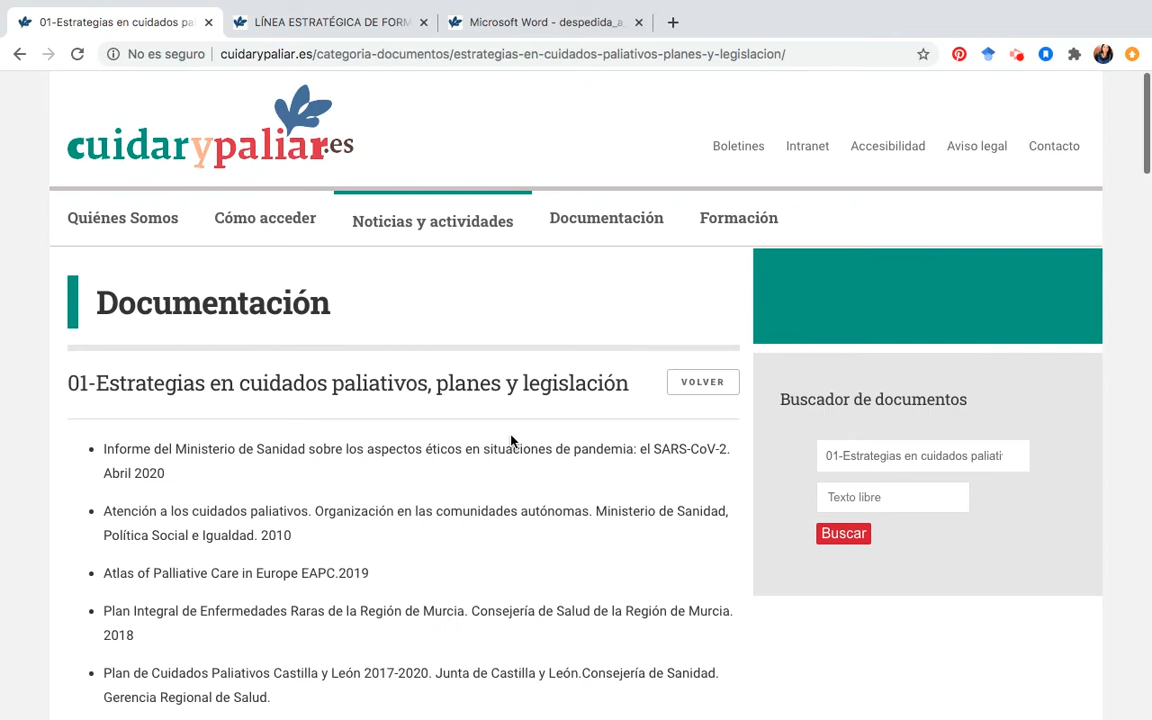 01-Estrategias en cuidados pa
LÍNEA ESTRATÉGICA DE FORM
Microsoft Word - despedida_a
No es seguro
cuidarypaliar.es/categoria-documentos/estrategias-en-cuidados-paliativos-planes-y-legislacion/
cuidarypaliar.es
Boletines
Intranet
Accesibilidad
Aviso legal
Contacto
Quiénes Somos
Cómo acceder
Noticias y actividades
Documentación
Formación
Documentación
01-Estrategias en cuidados paliativos, planes y legislación
VOLVER
Informe del Ministerio de Sanidad sobre los aspectos éticos en situaciones de pandemia: el SARS-CoV-2.
Abril 2020
Atención a los cuidados paliativos. Organización en las comunidades autónomas. Ministerio de Sanidad,
Política Social e Igualdad. 2010
Atlas of Palliative Care in Europe EAPC.2019
Plan Integral de Enfermedades Raras de la Región de Murcia. Consejería de Salud de la Región de Murcia.
2018
Plan de Cuidados Paliativos Castilla y León 2017-2020. Junta de Castilla y León.Consejería de Sanidad.
Gerencia Regional de Salud.
Buscador de documentos
01-Estrategias en cuidados paliati
Texto libre
Buscar